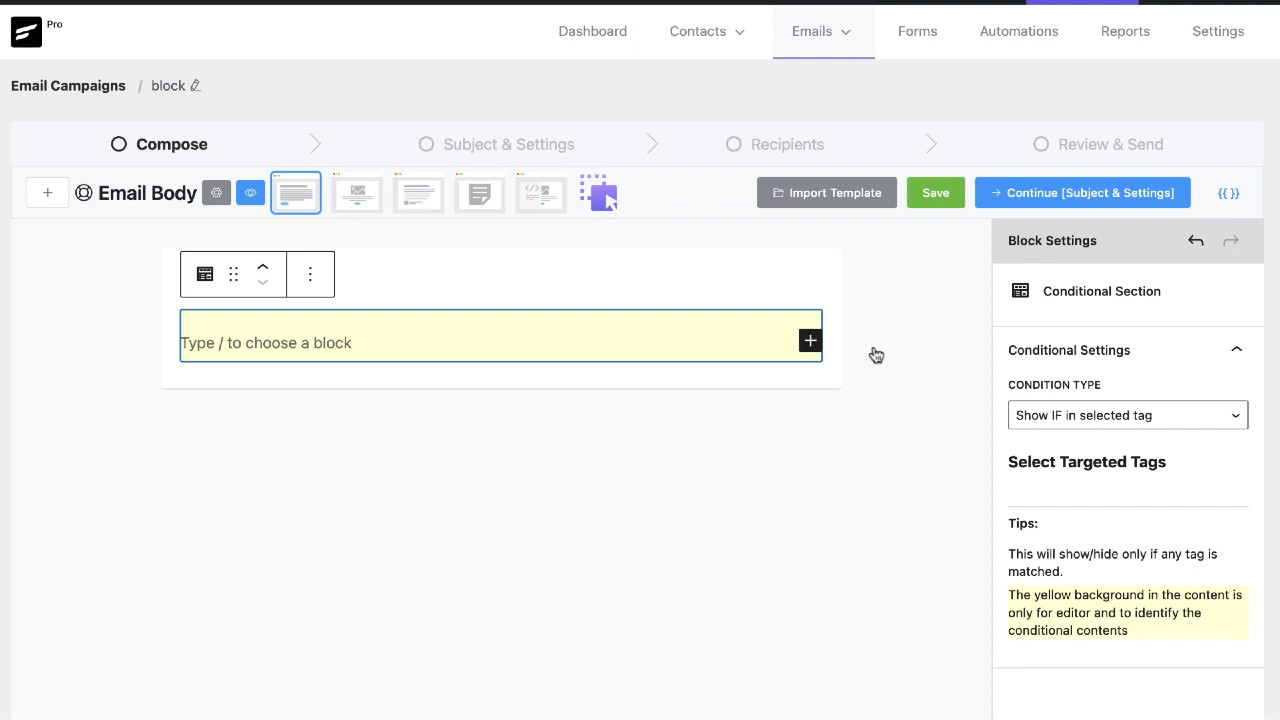 Pro
Dashboard
Contacts
Emails
Forms
Automations
Reports
Settings
Email Campaigns / block
Compose
Subject & Settings
Recipients
Review & Send
+
Email Body
Import Template
Save
→ Continue [Subject & Settings]
{{ }}
Block Settings
Conditional Section
Type / to choose a block
Conditional Settings
CONDITION TYPE
Show IF in selected tag
Select Targeted Tags
Tips:
This will show/hide only if any tag is
matched.
The yellow background in the content is
only for editor and to identify the
conditional contents